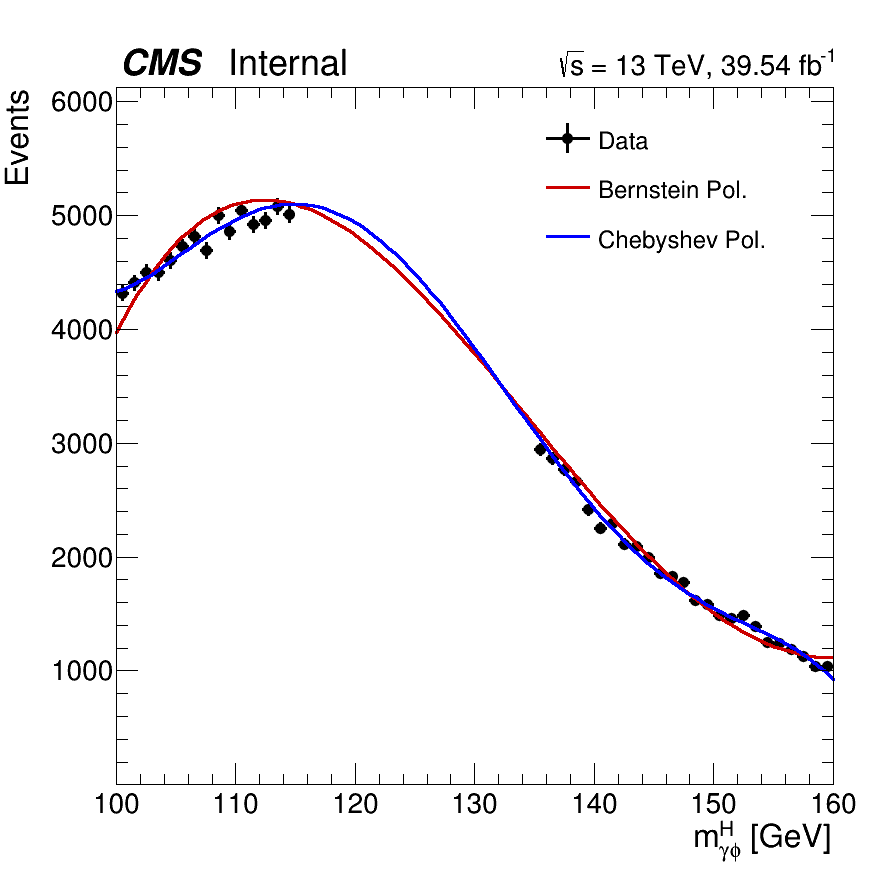 CMS Internal
√s = 13 TeV, 39.54 fb⁻¹
Events
6000
5000
4000
3000
2000
1000
Data
Bernstein Pol.
Chebyshev Pol.
100 110 120 130 140 150 160
m^H_γϕ [GeV]